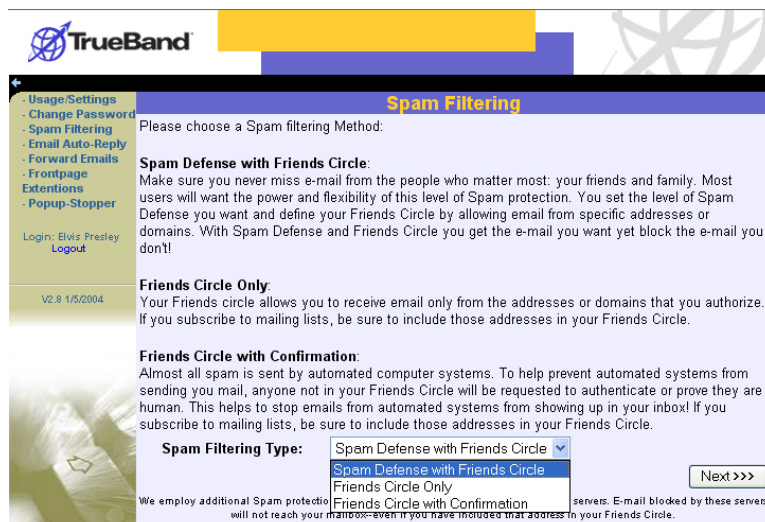 TrueBand
Spam Filtering
· Usage/Settings
· Change Password
· Spam Filtering
· Email Auto-Reply
· Forward Emails
· Frontpage
Extentions
· Popup-Stopper
Login: Elvis Presley
Logout
V2.8 1/5/2004
Please choose a Spam filtering Method:
Spam Defense with Friends Circle:
Make sure you never miss e-mail from the people who matter most: your friends and family. Most
users will want the power and flexibility of this level of Spam protection. You set the level of Spam
Defense you want and define your Friends Circle by allowing email from specific addresses or
domains. With Spam Defense and Friends Circle you get the e-mail you want yet block the e-mail you
don't!
Friends Circle Only:
Your Friends circle allows you to receive email only from the addresses or domains that you authorize.
If you subscribe to mailing lists, be sure to include those addresses in your Friends Circle.
Friends Circle with Confirmation:
Almost all spam is sent by automated computer systems. To help prevent automated systems from
sending you mail, anyone not in your Friends Circle will be requested to authenticate or prove they are
human. This helps to stop emails from automated systems from showing up in your inbox! If you
subscribe to mailing lists, be sure to include those addresses in your Friends Circle.
Spam Filtering Type: Spam Defense with Friends Circle
Spam Defense with Friends Circle
Friends Circle Only
Friends Circle with Confirmation
Next >>>
We employ additional Spam protectio servers. E-mail blocked by these server
will not reach your mailbox--even if you have included that address in your Friends Circle.